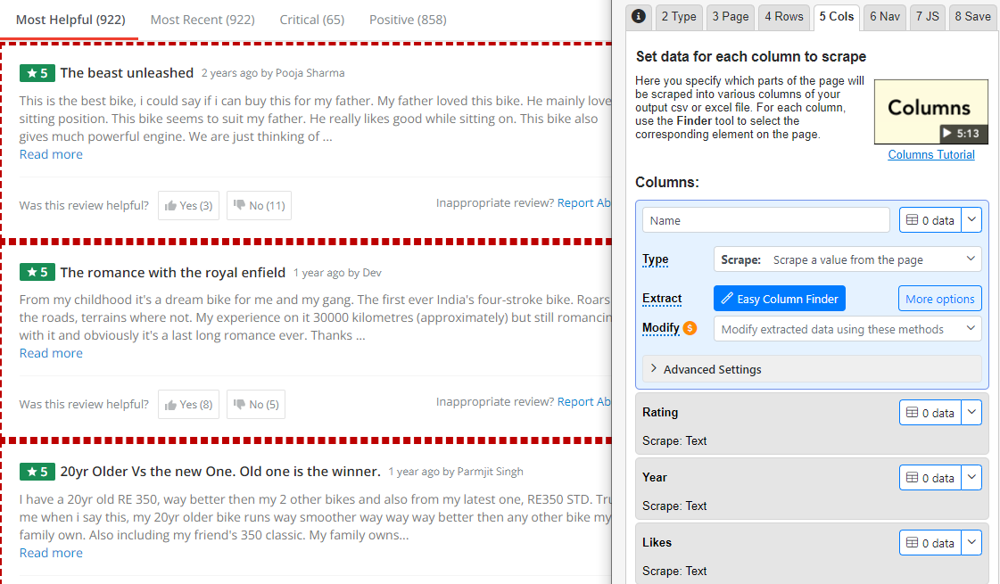 Most Helpful (922) Most Recent (922) Critical (65) Positive (858)
★ 5 The beast unleashed 2 years ago by Pooja Sharma
This is the best bike, i could say if i can buy this for my father. My father loved this bike. He mainly love
sitting position. This bike seems to suit my father. He really likes good while sitting on. This bike also
gives much powerful engine. We are just thinking of ...
Read more
Was this review helpful? Yes (3) No (11) Inappropriate review? Report Ab
★ 5 The romance with the royal enfield 1 year ago by Dev
From my childhood it's a dream bike for me and my gang. The first ever India's four-stroke bike. Roars
the roads, terrains where not. My experience on it 30000 kilometres (approximately) but still romancin
with it and obviously it's a last long romance ever. Thanks ...
Read more
Was this review helpful? Yes (8) No (5) Inappropriate review? Report Ab
★ 5 20yr Older Vs the new One. Old one is the winner. 1 year ago by Parmjit Singh
I have a 20yr old RE 350, way better then my 2 other bikes and also from my latest one, RE350 STD. Tru
me when i say this, my 20yr older bike runs way smoother way way way better then any other bike my
family own. Also including my friend's 350 classic. My family owns...
Read more
2 Type 3 Page 4 Rows 5 Cols 6 Nav 7 JS 8 Save
Set data for each column to scrape
Here you specify which parts of the page will
be scraped into various columns of your
output csv or excel file. For each column,
use the Finder tool to select the
corresponding element on the page.
Columns
5:13
Columns Tutorial
Columns:
Name 0 data
Type Scrape: Scrape a value from the page
Extract Easy Column Finder More options
Modify $ Modify extracted data using these methods
Advanced Settings
Rating 0 data
Scrape: Text
Year 0 data
Scrape: Text
Likes 0 data
Scrape: Text